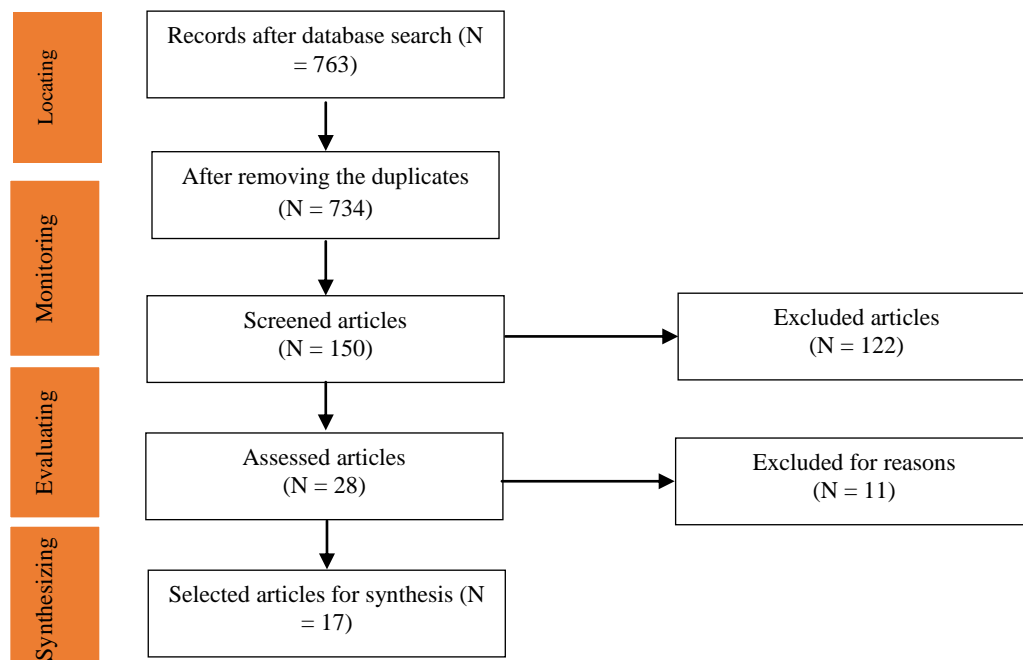 Locating
Records after database search (N
= 763)
After removing the duplicates
(N = 734)
Monitoring
Screened articles
(N = 150)
Excluded articles
(N = 122)
Evaluating
Assessed articles
(N = 28)
Excluded for reasons
(N = 11)
Synthesizing
Selected articles for synthesis (N
= 17)